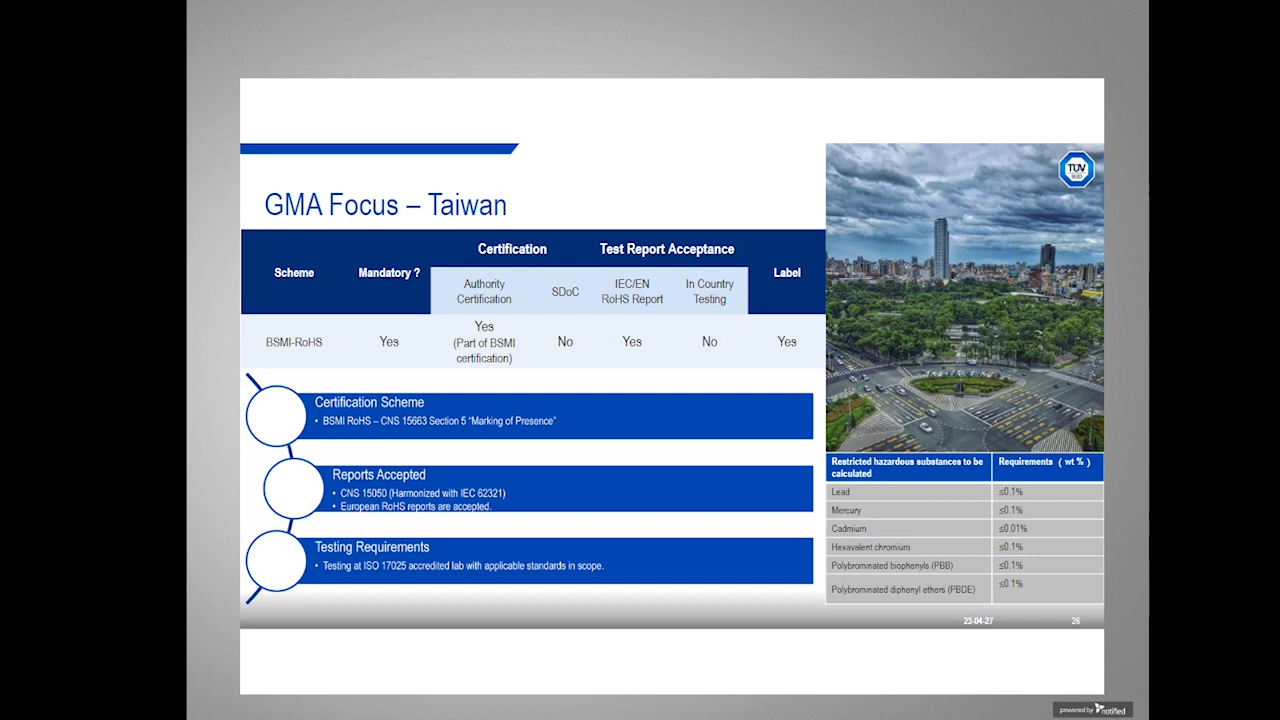 GMA Focus – Taiwan
TÜV
SÜD
Scheme
Mandatory ?
Certification
Test Report Acceptance
Label
Authority
Certification
SDoC
IEC/EN
RoHS Report
In Country
Testing
BSMI-RoHS
Yes
Yes
(Part of BSMI
certification)
No
Yes
No
Yes
Certification Scheme
• BSMI RoHS – CNS 15663 Section 5 “Marking of Presence”
Reports Accepted
• CNS 15050 (Harmonized with IEC 62321)
• European RoHS reports are accepted.
Testing Requirements
• Testing at ISO 17025 accredited lab with applicable standards in scope.
Restricted hazardous substances to be
calculated
Requirements ( wt % )
Lead ≤0.1%
Mercury ≤0.1%
Cadmium ≤0.01%
Hexavalent chromium ≤0.1%
Polybrominated biphenyls (PBB) ≤0.1%
Polybrominated diphenyl ethers (PBDE) ≤0.1%
23-04-27 26
powered by notified